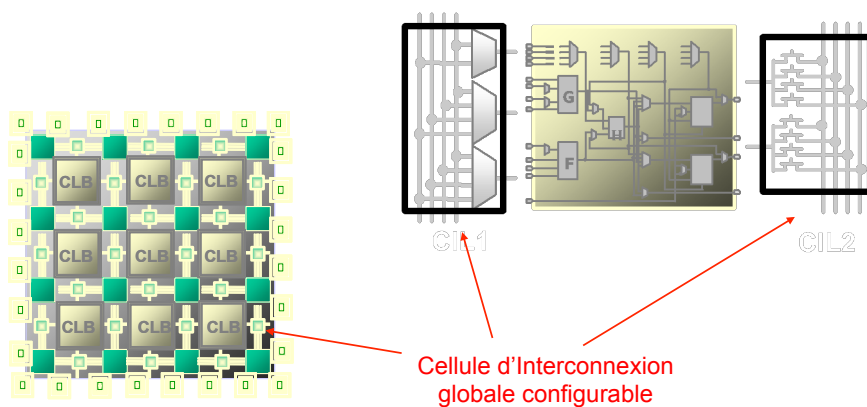 G
H
F
CIL1
CIL2
CLB CLB CLB
CLB CLB CLB
CLB CLB CLB
Cellule d’Interconnexion
globale configurable